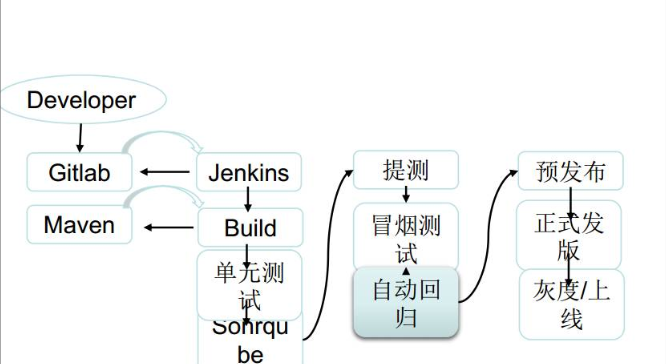 Developer
Gitlab
Jenkins
Maven
Build
单元测
试
Sonrqu
be
提测
冒烟测
试
自动回
归
预发布
正式发
版
灰度/上
线